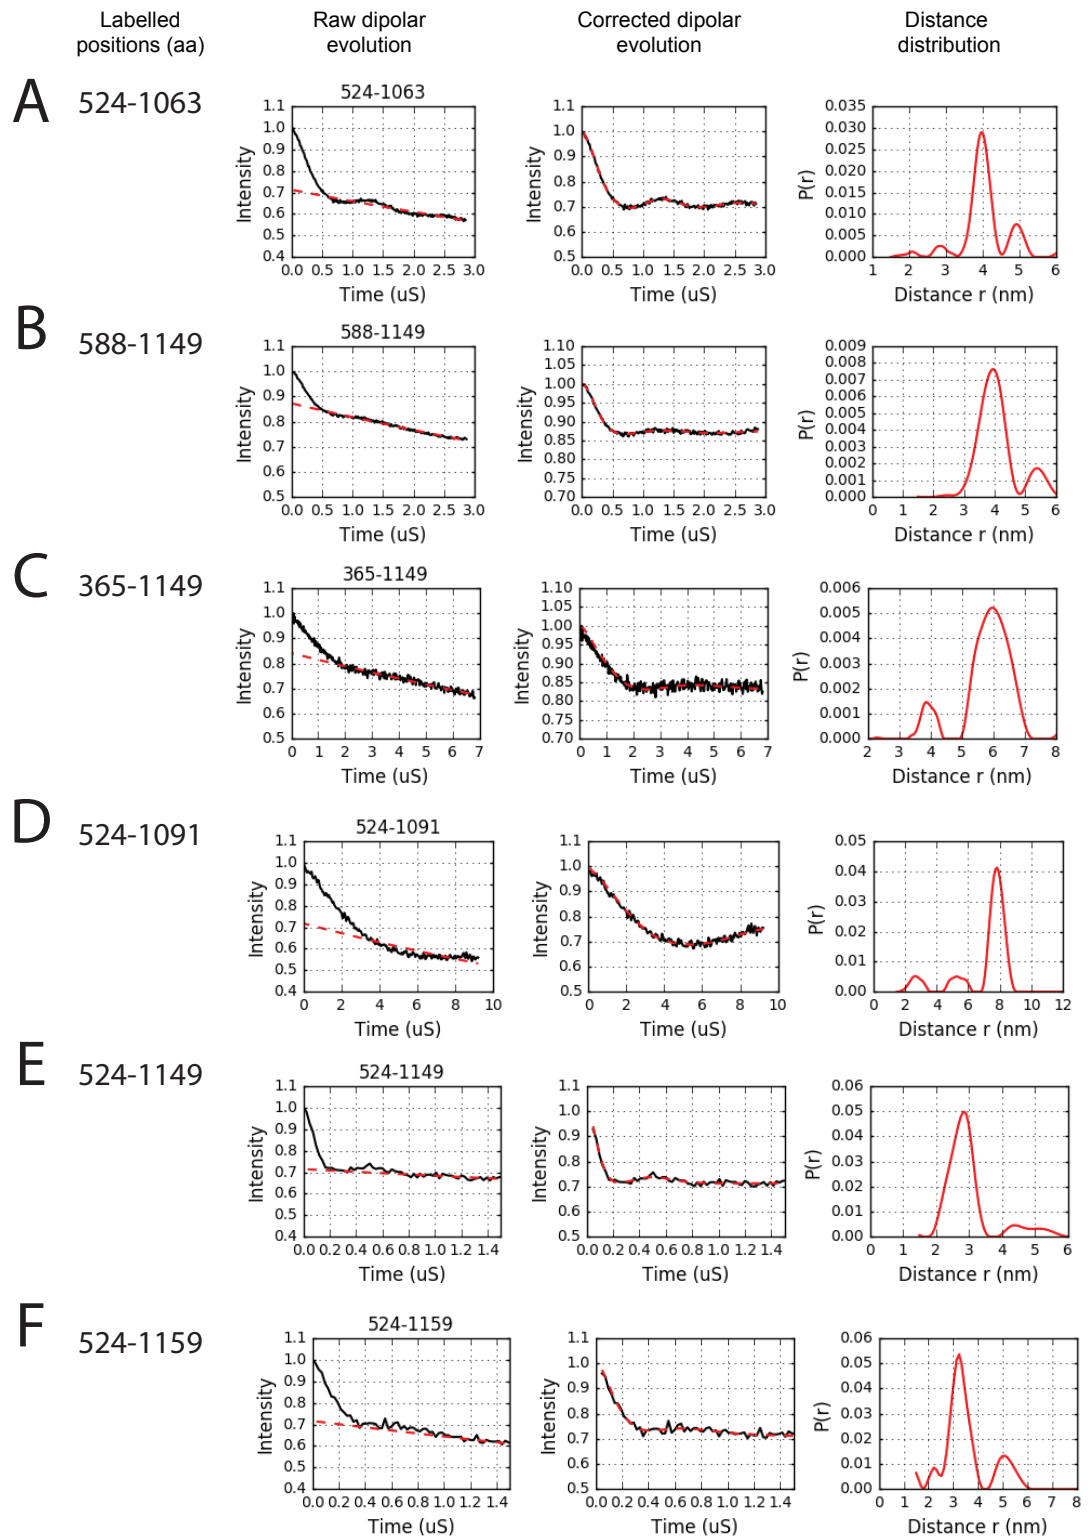 Labelled
positions (aa)
Raw dipolar
evolution
Corrected dipolar
evolution
Distance
distribution
A
524-1063
524-1063
Intensity
1.1
1.0
0.9
0.8
0.7
0.6
0.5
0.4
0.0 0.5 1.0 1.5 2.0 2.5 3.0
Time (uS)
Intensity
1.1
1.0
0.9
0.8
0.7
0.6
0.5
0.0 0.5 1.0 1.5 2.0 2.5 3.0
Time (uS)
P(r)
0.035
0.030
0.025
0.020
0.015
0.010
0.005
0.000
1 2 3 4 5 6
Distance r (nm)
B
588-1149
588-1149
Intensity
1.1
1.0
0.9
0.8
0.7
0.6
0.5
0.0 0.5 1.0 1.5 2.0 2.5 3.0
Time (uS)
Intensity
1.10
1.05
1.00
0.95
0.90
0.85
0.80
0.75
0.70
0.0 0.5 1.0 1.5 2.0 2.5 3.0
Time (uS)
P(r)
0.009
0.008
0.007
0.006
0.005
0.004
0.003
0.002
0.001
0.000
0 1 2 3 4 5 6
Distance r (nm)
C
365-1149
365-1149
Intensity
1.1
1.0
0.9
0.8
0.7
0.6
0.5
0 1 2 3 4 5 6 7
Time (uS)
Intensity
1.10
1.05
1.00
0.95
0.90
0.85
0.80
0.75
0.70
0 1 2 3 4 5 6 7
Time (uS)
P(r)
0.006
0.005
0.004
0.003
0.002
0.001
0.000
2 3 4 5 6 7 8
Distance r (nm)
D
524-1091
524-1091
Intensity
1.1
1.0
0.9
0.8
0.7
0.6
0.5
0.4
0 2 4 6 8 10
Time (uS)
Intensity
1.1
1.0
0.9
0.8
0.7
0.6
0.5
0 2 4 6 8 10
Time (uS)
P(r)
0.05
0.04
0.03
0.02
0.01
0.00
0 2 4 6 8 10 12
Distance r (nm)
E
524-1149
524-1149
Intensity
1.1
1.0
0.9
0.8
0.7
0.6
0.5
0.4
0.0 0.2 0.4 0.6 0.8 1.0 1.2 1.4
Time (uS)
Intensity
1.1
1.0
0.9
0.8
0.7
0.6
0.5
0.0 0.2 0.4 0.6 0.8 1.0 1.2 1.4
Time (uS)
P(r)
0.06
0.05
0.04
0.03
0.02
0.01
0.00
0 1 2 3 4 5 6
Distance r (nm)
F
524-1159
524-1159
Intensity
1.1
1.0
0.9
0.8
0.7
0.6
0.5
0.4
0.0 0.2 0.4 0.6 0.8 1.0 1.2 1.4
Time (uS)
Intensity
1.1
1.0
0.9
0.8
0.7
0.6
0.5
0.0 0.2 0.4 0.6 0.8 1.0 1.2 1.4
Time (uS)
P(r)
0.06
0.05
0.04
0.03
0.02
0.01
0.00
0 1 2 3 4 5 6 7 8
Distance r (nm)